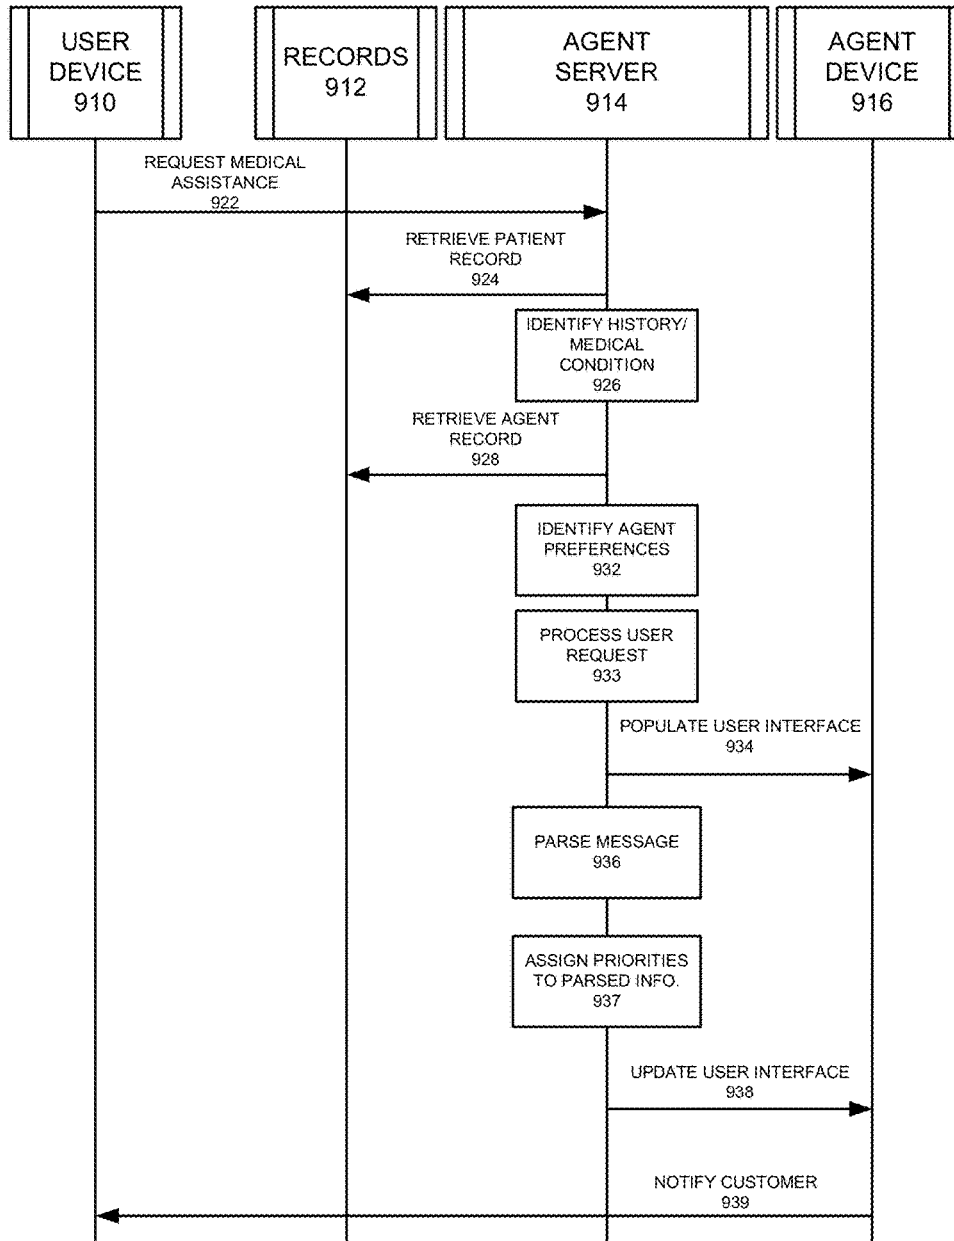 USER
DEVICE
910
RECORDS
912
AGENT
SERVER
914
AGENT
DEVICE
916
REQUEST MEDICAL
ASSISTANCE
922
RETRIEVE PATIENT
RECORD
924
IDENTIFY HISTORY/
MEDICAL
CONDITION
926
RETRIEVE AGENT
RECORD
928
IDENTIFY AGENT
PREFERENCES
932
PROCESS USER
REQUEST
933
POPULATE USER INTERFACE
934
PARSE MESSAGE
936
ASSIGN PRIORITIES
TO PARSED INFO.
937
UPDATE USER INTERFACE
938
NOTIFY CUSTOMER
939